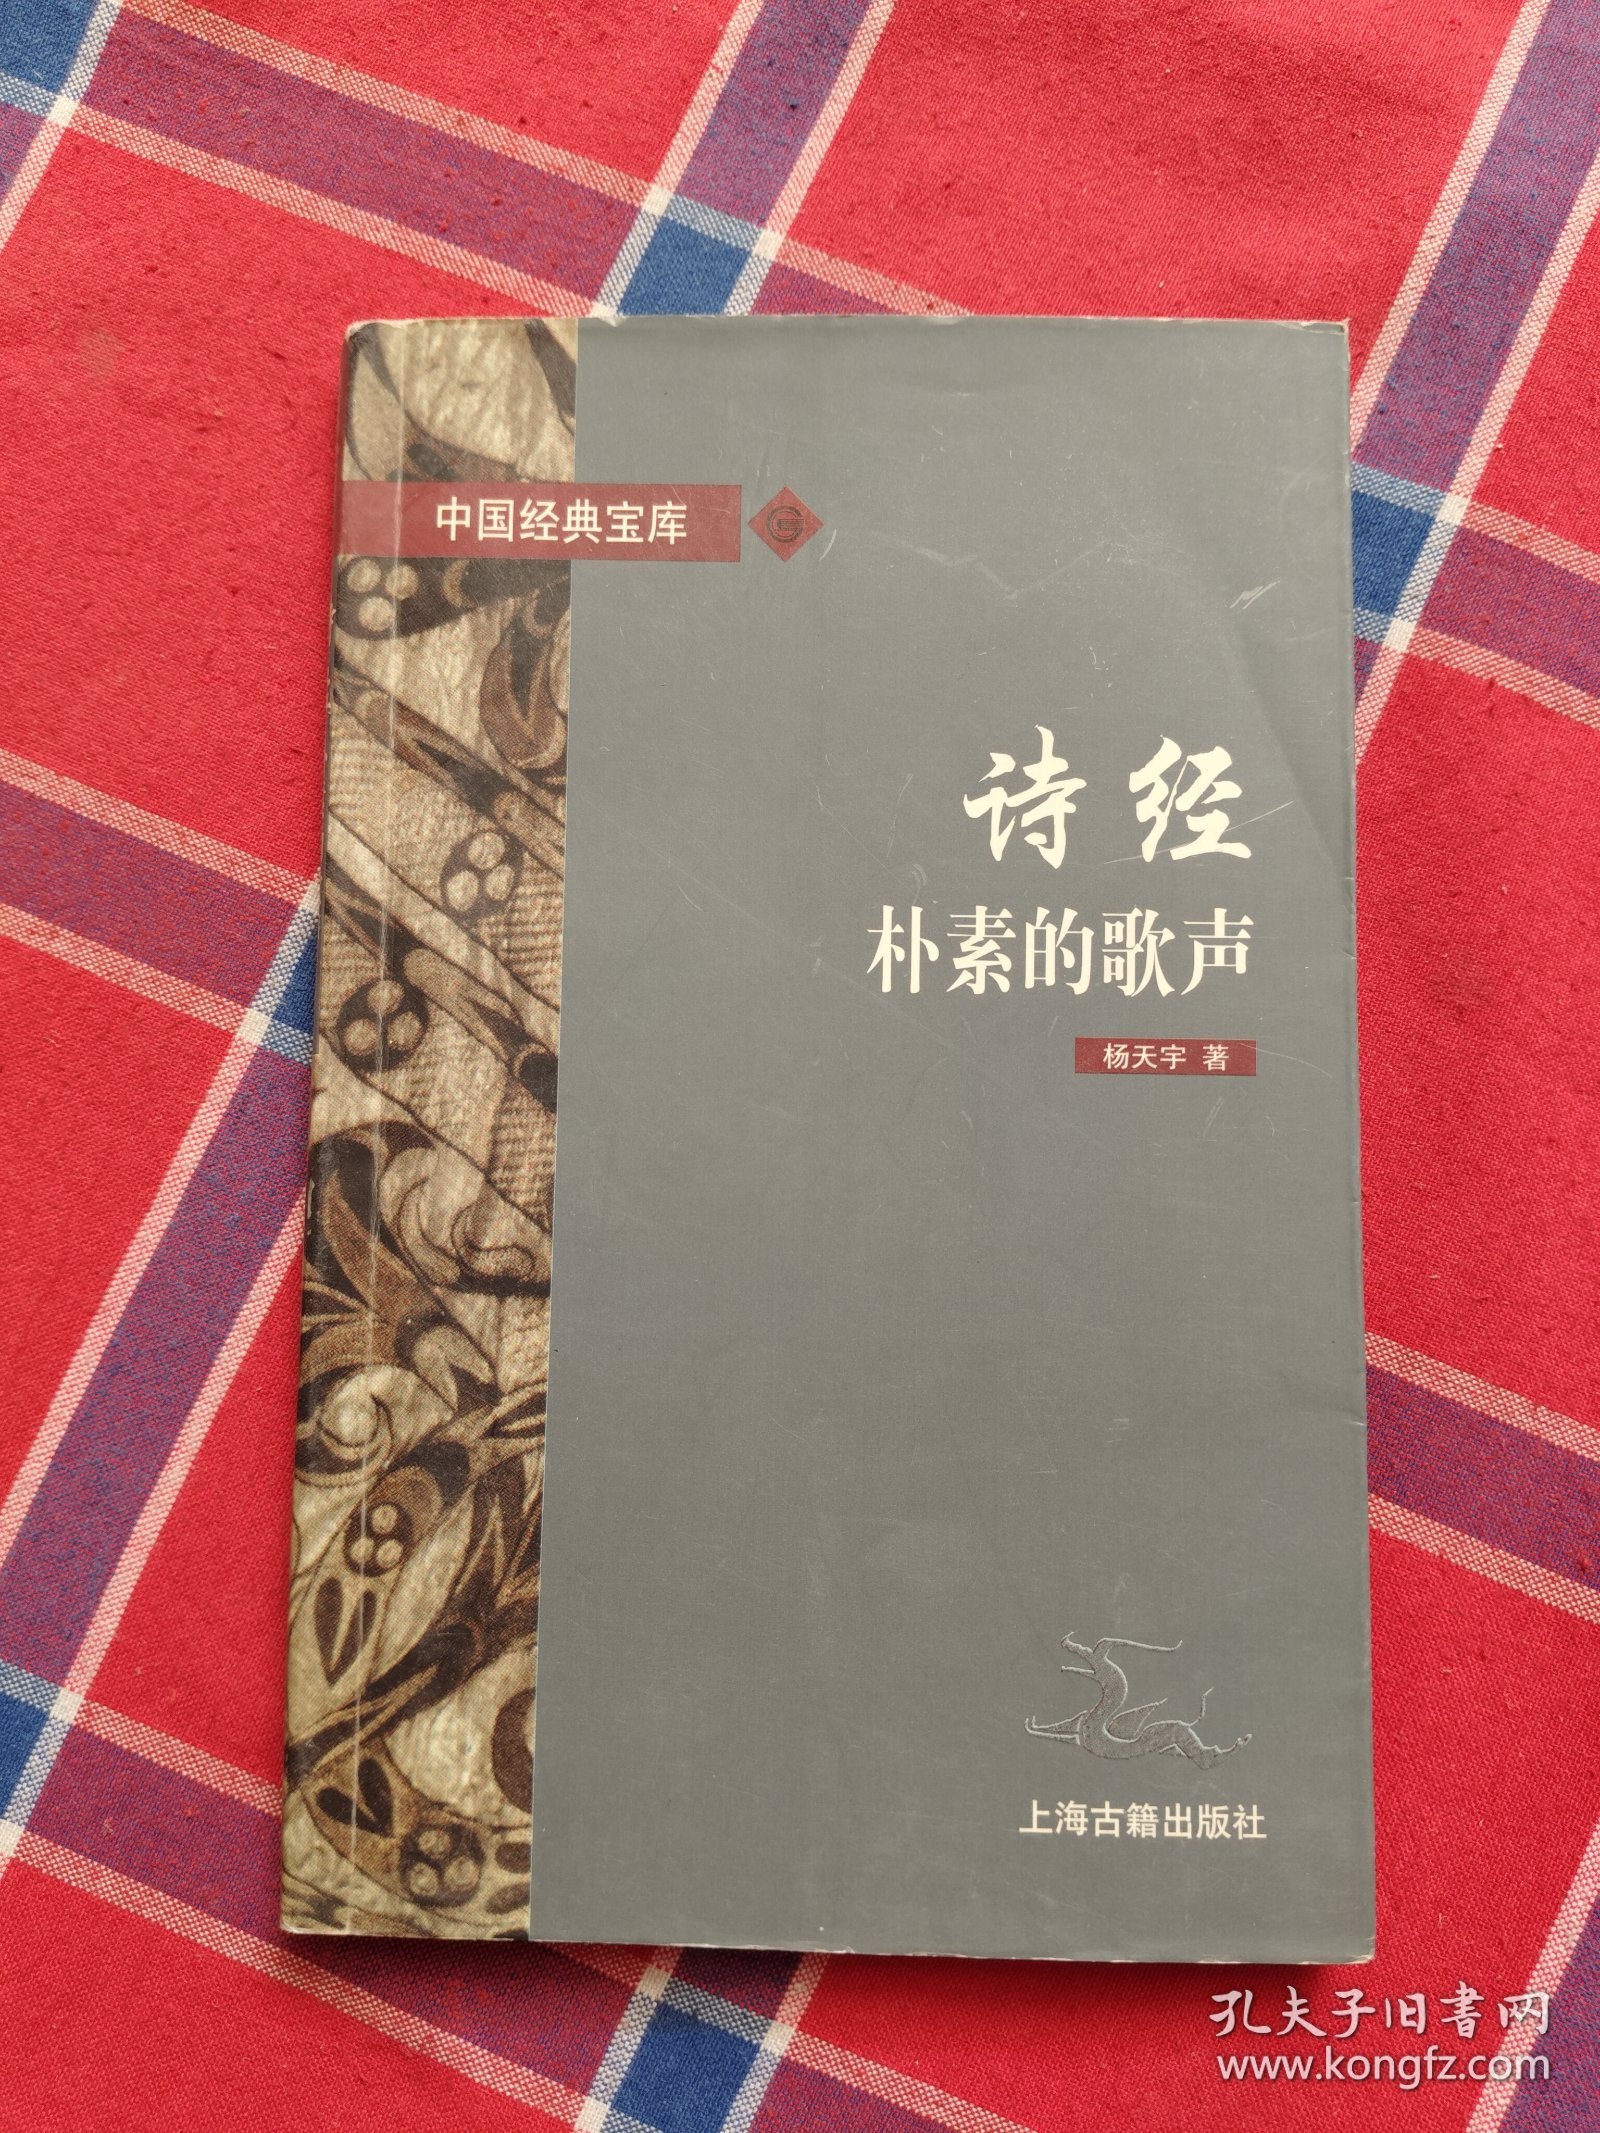 中国经典宝库
诗经
朴素的歌声
杨天宇 著
上海古籍出版社
孔夫子旧書网
www.kongfz.com